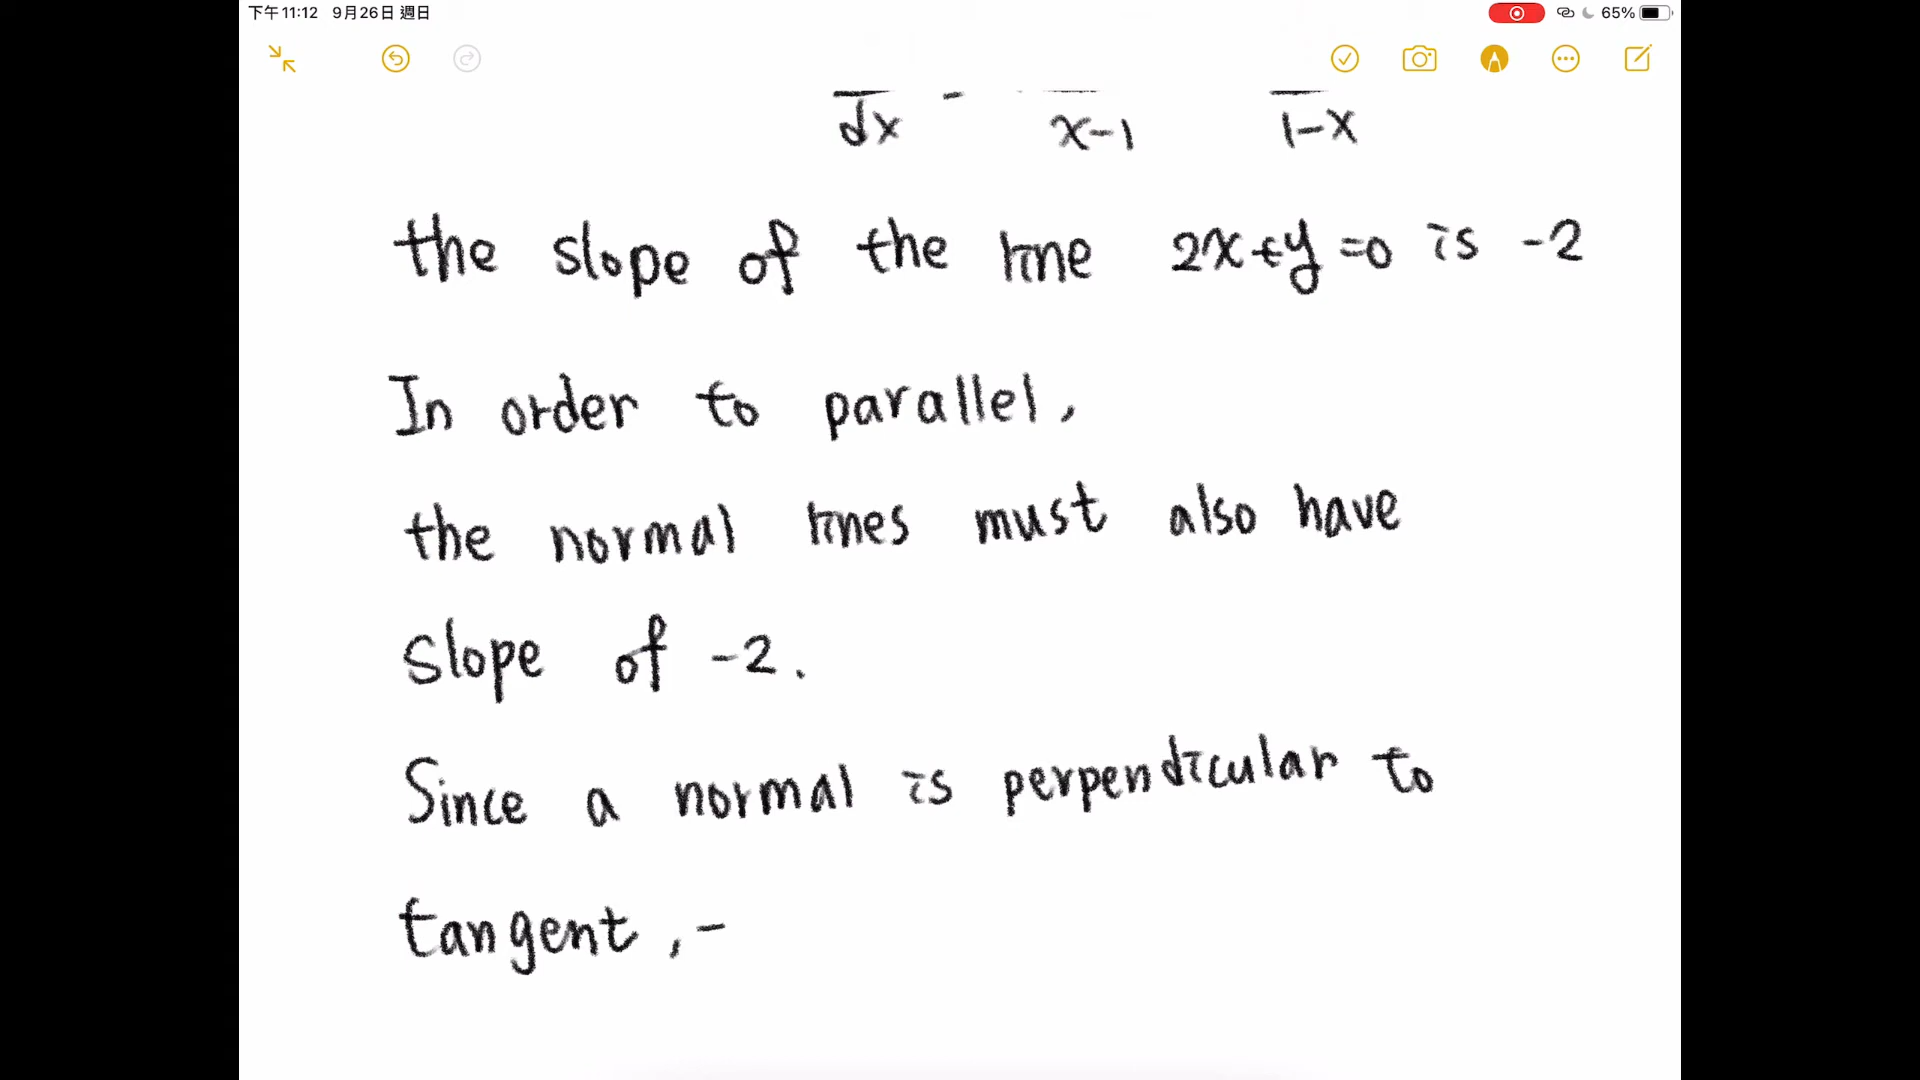 下午11:12 9月26日 週日
65%
dx - x-1 1-x
the slope of the line 2x+y=0 is -2
In order to parallel,
the normal lines must also have
slope of -2.
Since a normal is perpendicular to
tangent, -